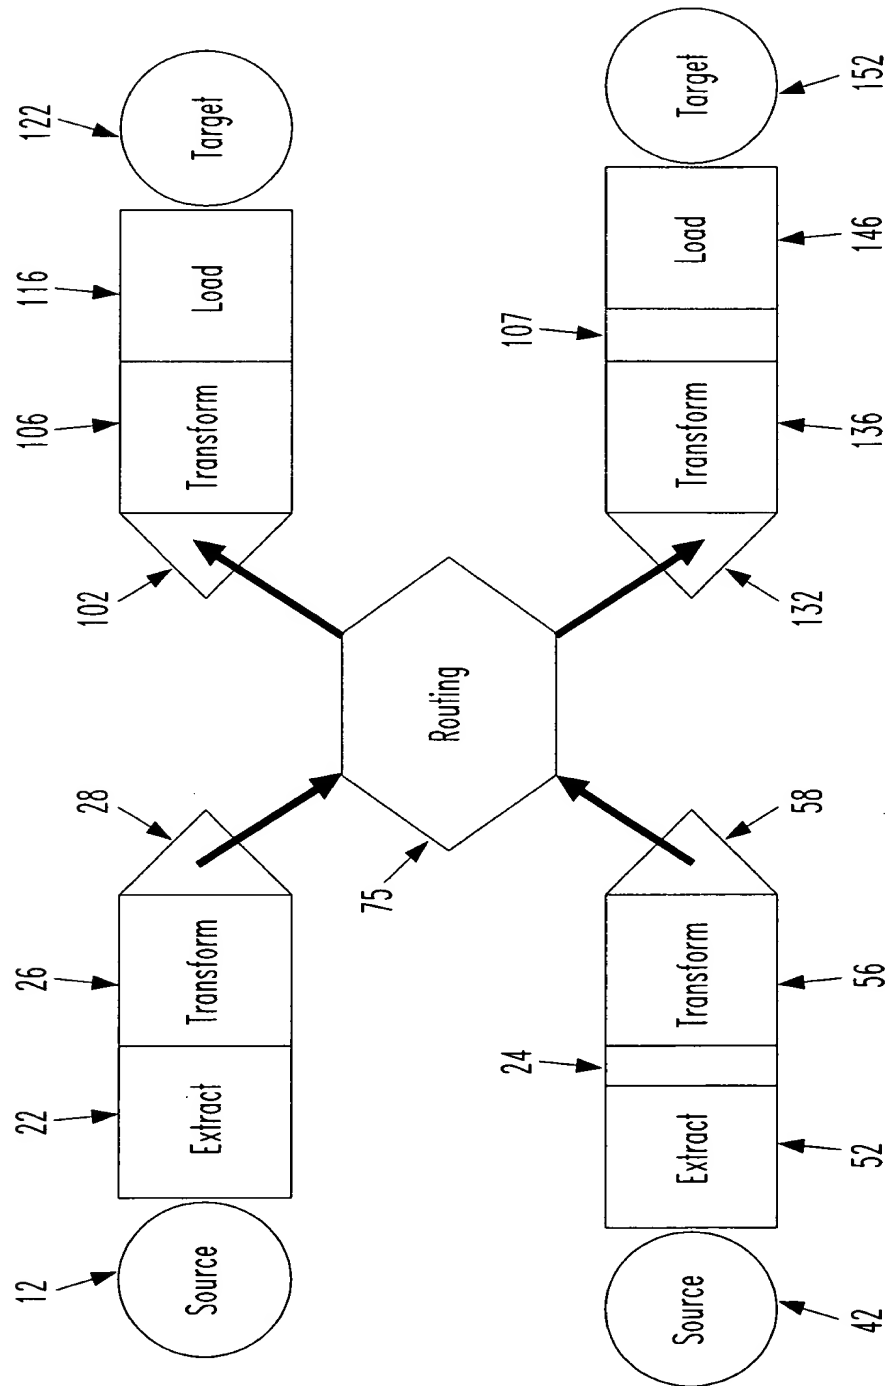 12
22
26
106
116
122
28
102
Source
Extract
Transform
Transform
Load
Target
75
Routing
24
107
Source
Extract
Transform
Transform
Load
Target
58
132
42
52
56
136
146
152